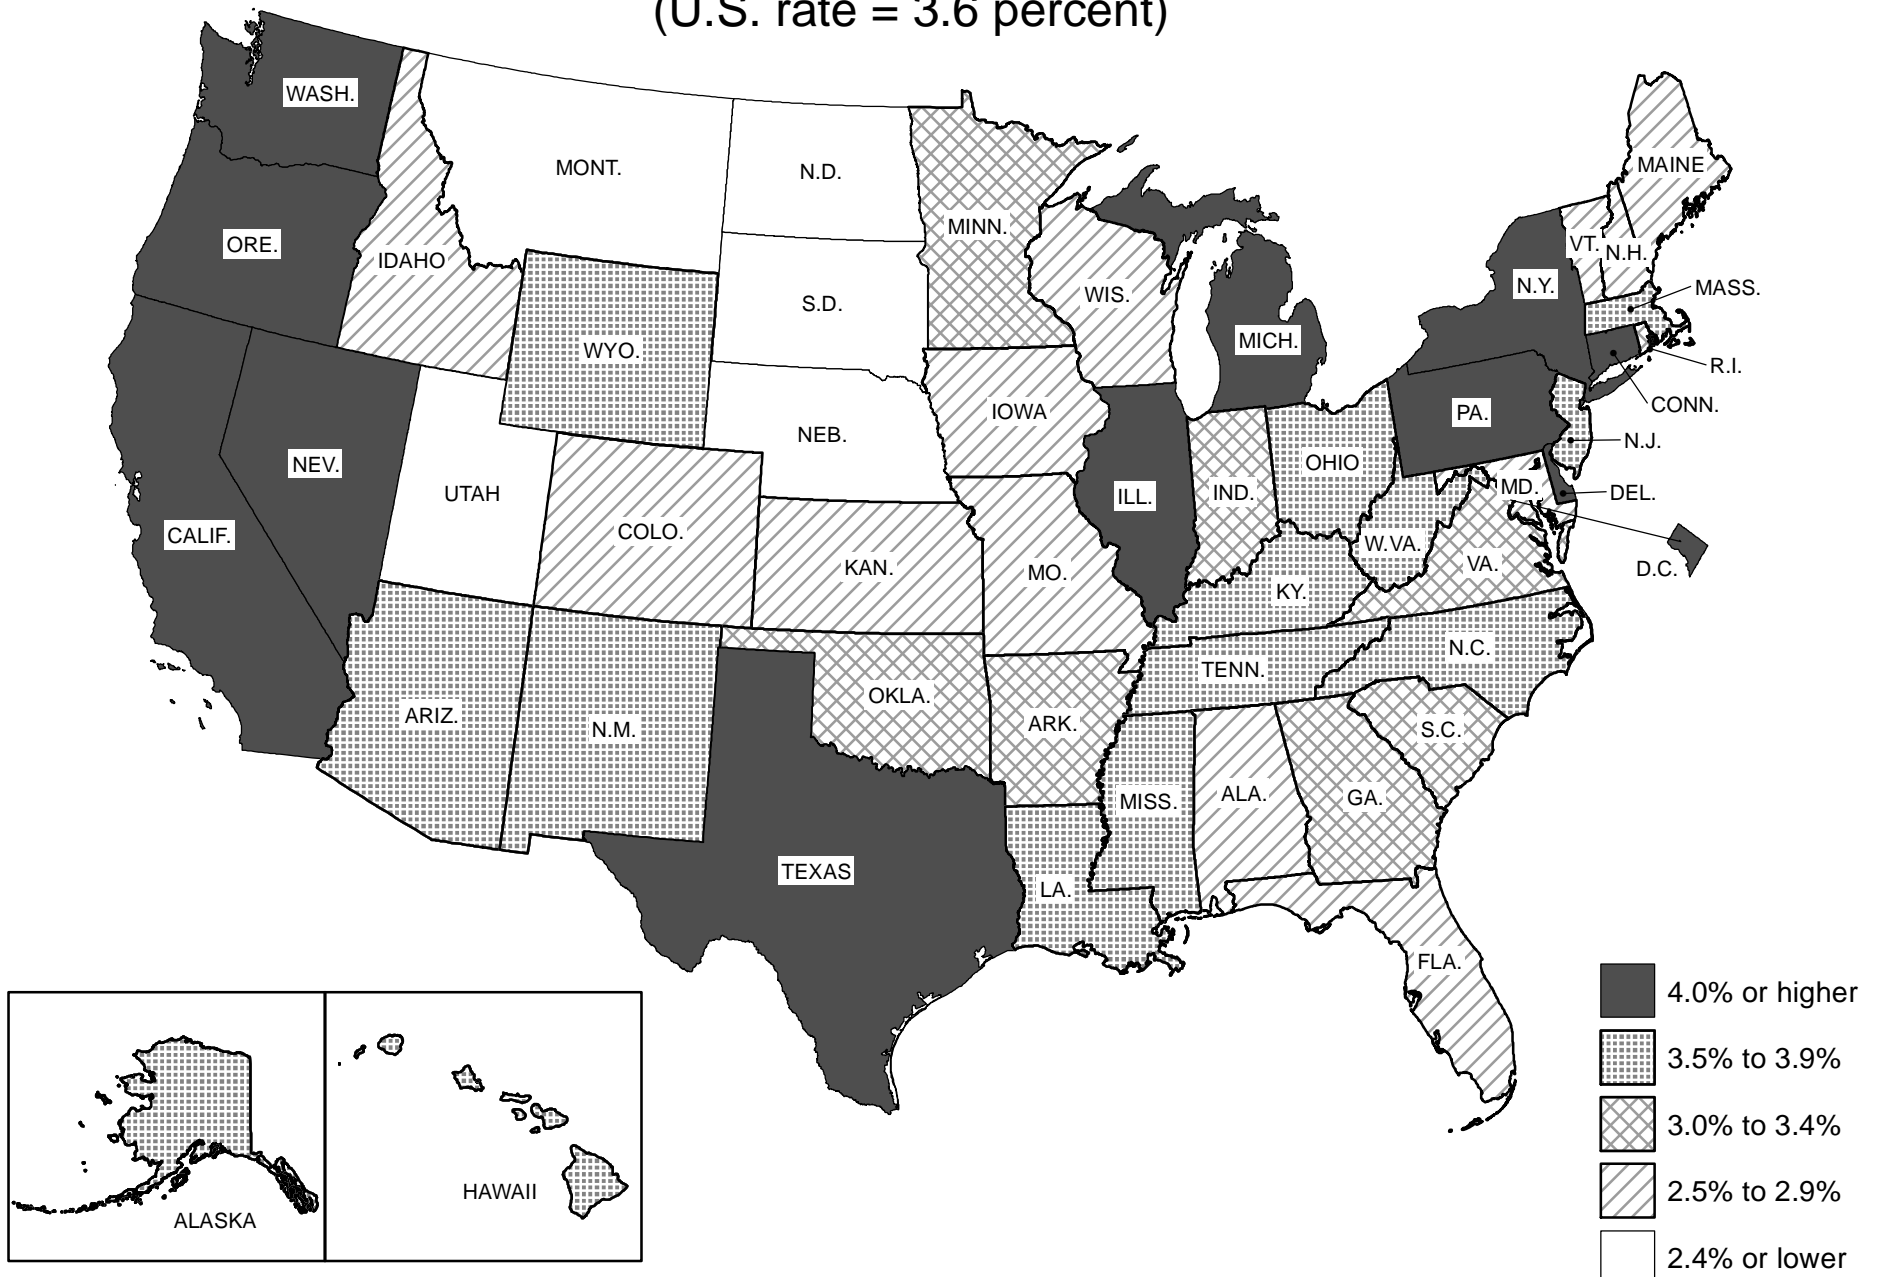 (U.S. rate = 3.6 percent)
WASH.
MONT.
N.D.
MINN.
MAINE
ORE.
IDAHO
WIS.
VT.
N.H.
N.Y.
MASS.
S.D.
WYO.
MICH.
R.I.
CONN.
IOWA
PA.
NEB.
N.J.
NEV.
UTAH
ILL.
IND.
OHIO
MD.
DEL.
CALIF.
COLO.
KAN.
MO.
W.VA.
VA.
D.C.
KY.
N.C.
TENN.
OKLA.
ARIZ.
N.M.
ARK.
S.C.
MISS.
ALA.
GA.
TEXAS
LA.
FLA.
ALASKA
HAWAII
4.0% or higher
3.5% to 3.9%
3.0% to 3.4%
2.5% to 2.9%
2.4% or lower